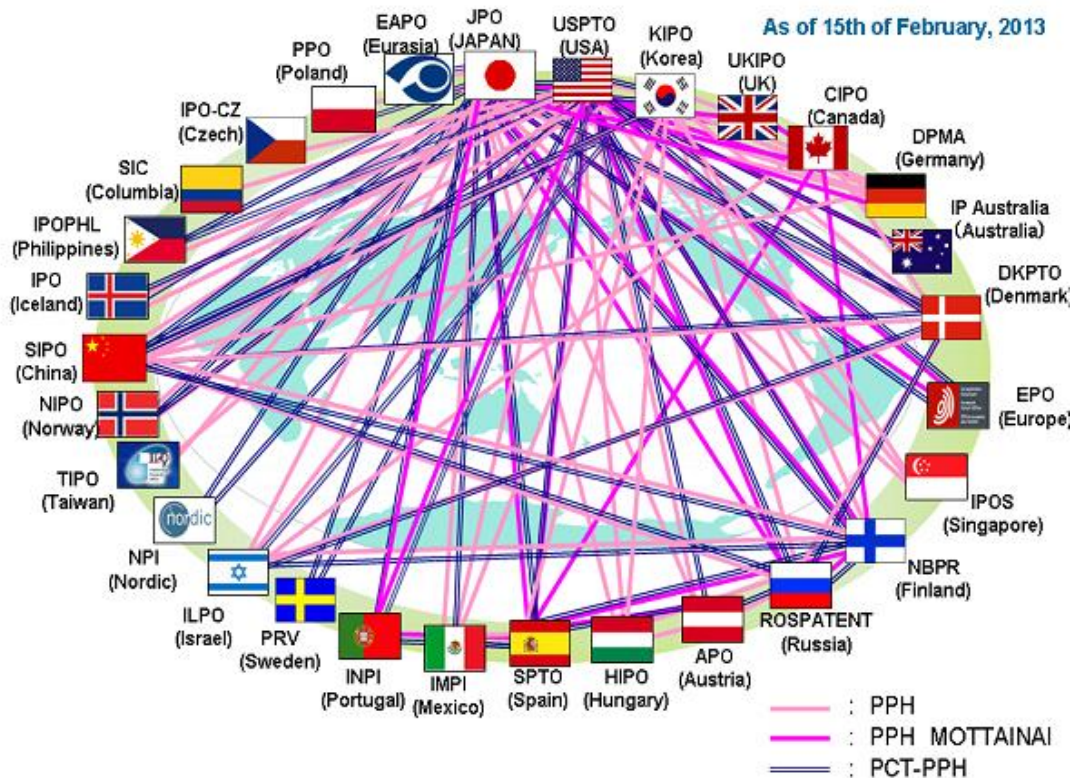 As of 15th of February, 2013
JPO
(JAPAN)
USPTO
(USA)
KIPO
(Korea)
UKIPO
(UK)
CIPO
(Canada)
DPMA
(Germany)
IP Australia
(Australia)
DKPTO
(Denmark)
EPO
(Europe)
IPOS
(Singapore)
NBPR
(Finland)
ROSPATENT
(Russia)
APO
(Austria)
HIPO
(Hungary)
SPTO
(Spain)
IMPI
(Mexico)
INPI
(Portugal)
PRV
(Sweden)
ILPO
(Israel)
NPI
(Nordic)
nordic
TIPO
(Taiwan)
NIPO
(Norway)
SIPO
(China)
IPO
(Iceland)
IPOPHL
(Philippines)
SIC
(Columbia)
IPO-CZ
(Czech)
PPO
(Poland)
EAPO
(Eurasia)
: PPH
: PPH MOTTAINAI
: PCT-PPH